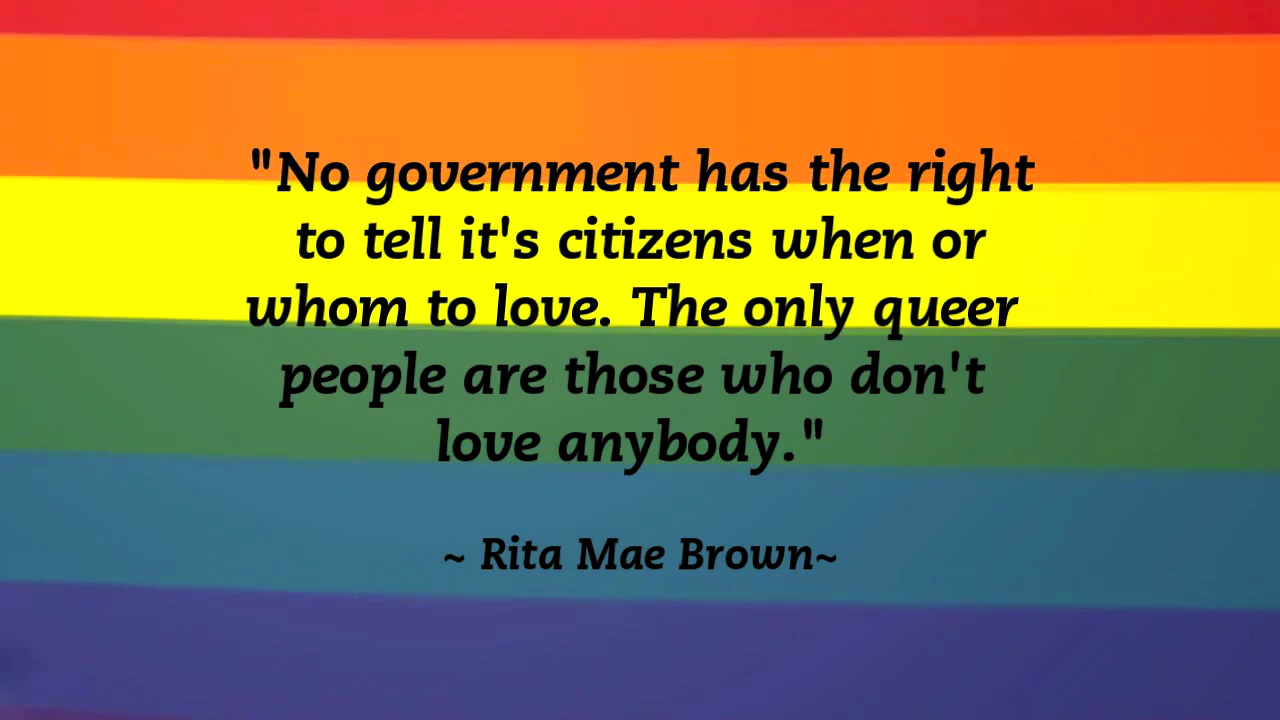 "No government has the right
to tell it's citizens when or
whom to love. The only queer
people are those who don't
love anybody."
~ Rita Mae Brown~